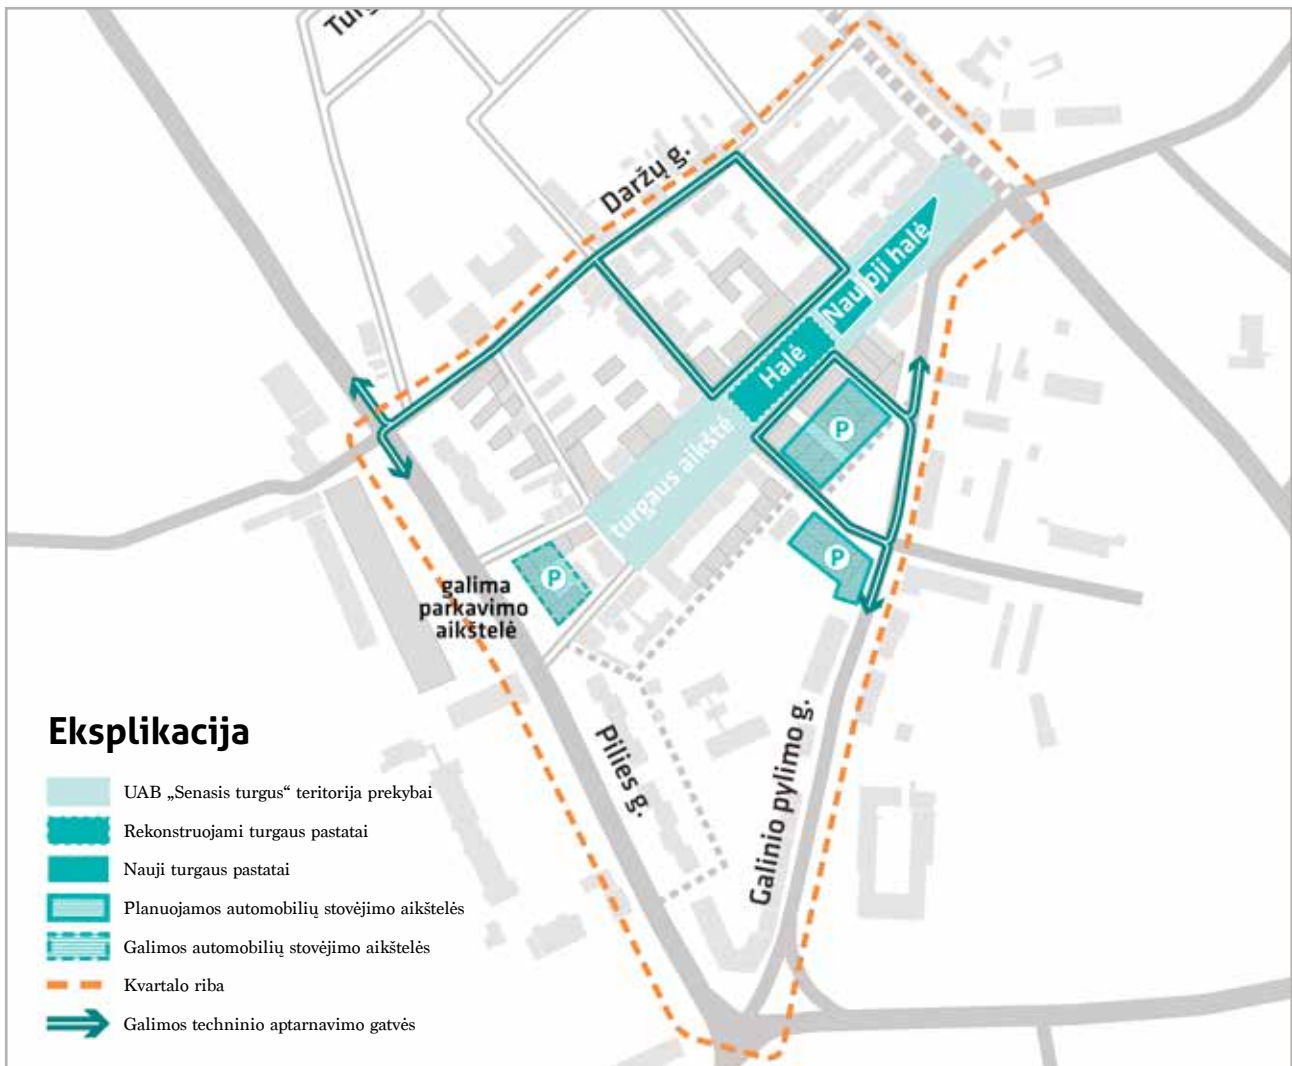 Turg
Daržų g.
Naujoji halė
Halė
turgaus aikštė
P
P
P
galima
parkavimo
aikštelė
Pilies g.
Galinio pylimo g.
Eksplikacija
UAB „Senasis turgus“ teritorija prekybai
Rekonstruojami turgaus pastatai
Nauji turgaus pastatai
Planuojamos automobilių stovėjimo aikštelės
Galimos automobilių stovėjimo aikštelės
Kvartalo riba
Galimos techninio aptarnavimo gatvės